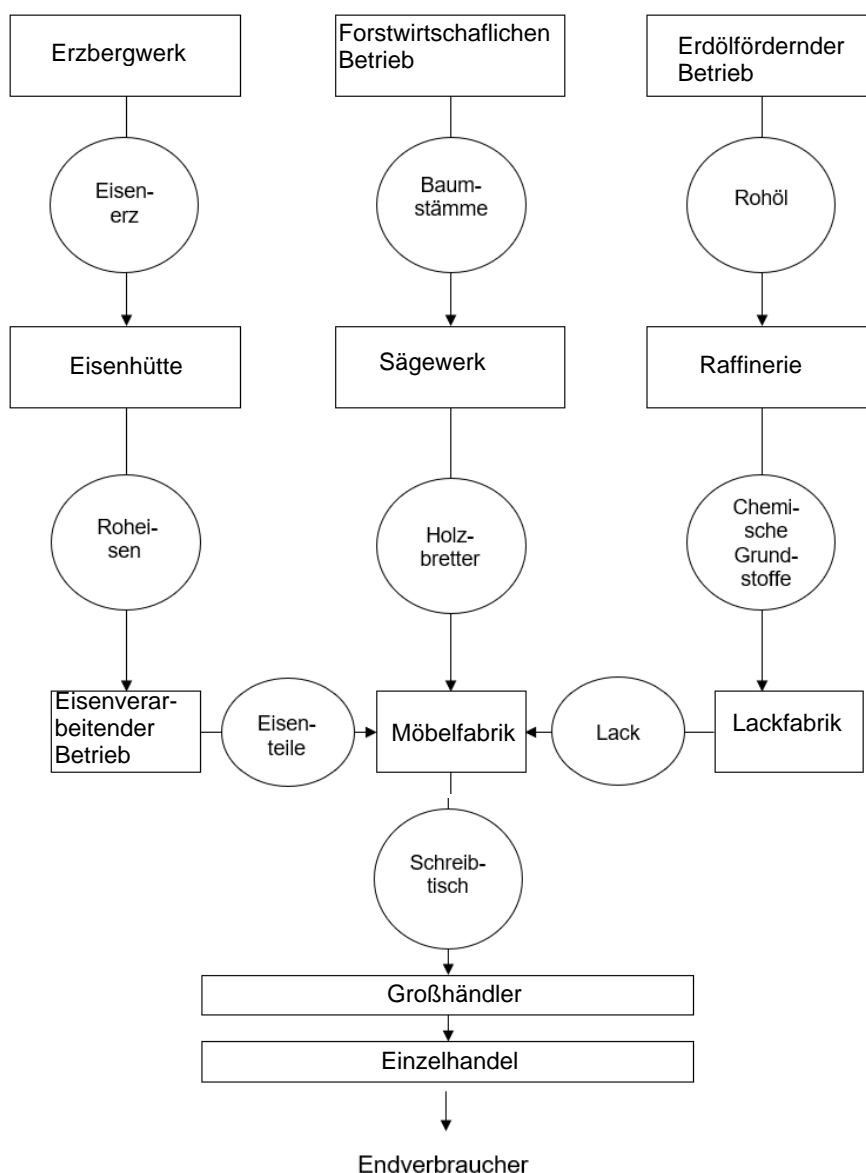 Erzbergwerk
Forstwirtschaflichen
Betrieb
Erdölfördernder
Betrieb
Eisen-
erz
Baum-
stämme
Rohöl
Eisenhütte
Sägewerk
Raffinerie
Rohei-
sen
Holz-
bretter
Chemi-
sche
Grund-
stoffe
Eisenverar-
beitender
Betrieb
Eisen-
teile
Möbelfabrik
Lack
Lackfabrik
Schreib-
tisch
Großhändler
Einzelhandel
Endverbraucher